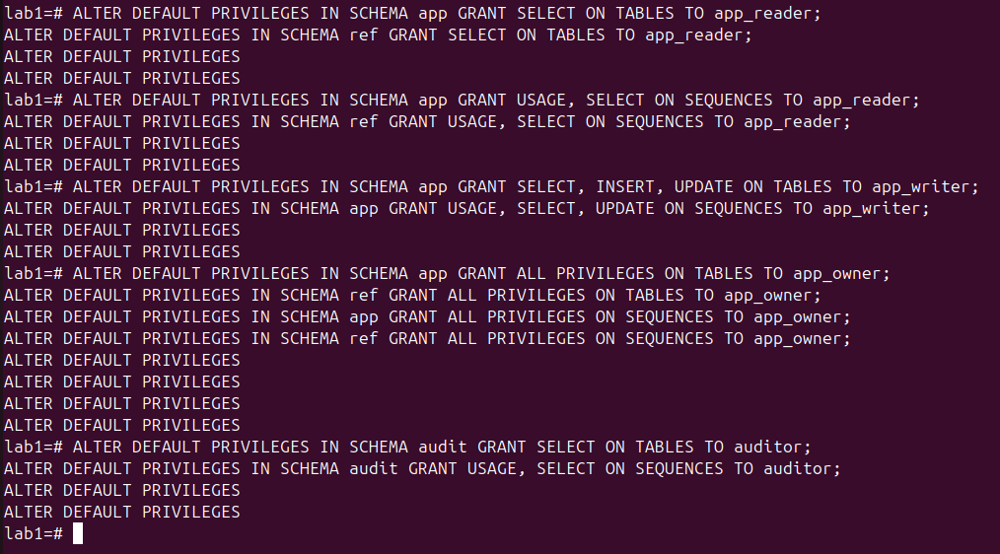 lab1=# ALTER DEFAULT PRIVILEGES IN SCHEMA app GRANT SELECT ON TABLES TO app_reader;
ALTER DEFAULT PRIVILEGES IN SCHEMA ref GRANT SELECT ON TABLES TO app_reader;
ALTER DEFAULT PRIVILEGES
ALTER DEFAULT PRIVILEGES
lab1=# ALTER DEFAULT PRIVILEGES IN SCHEMA app GRANT USAGE, SELECT ON SEQUENCES TO app_reader;
ALTER DEFAULT PRIVILEGES IN SCHEMA ref GRANT USAGE, SELECT ON SEQUENCES TO app_reader;
ALTER DEFAULT PRIVILEGES
ALTER DEFAULT PRIVILEGES
lab1=# ALTER DEFAULT PRIVILEGES IN SCHEMA app GRANT SELECT, INSERT, UPDATE ON TABLES TO app_writer;
ALTER DEFAULT PRIVILEGES IN SCHEMA app GRANT USAGE, SELECT, UPDATE ON SEQUENCES TO app_writer;
ALTER DEFAULT PRIVILEGES
ALTER DEFAULT PRIVILEGES
lab1=# ALTER DEFAULT PRIVILEGES IN SCHEMA app GRANT ALL PRIVILEGES ON TABLES TO app_owner;
ALTER DEFAULT PRIVILEGES IN SCHEMA ref GRANT ALL PRIVILEGES ON TABLES TO app_owner;
ALTER DEFAULT PRIVILEGES IN SCHEMA app GRANT ALL PRIVILEGES ON SEQUENCES TO app_owner;
ALTER DEFAULT PRIVILEGES IN SCHEMA ref GRANT ALL PRIVILEGES ON SEQUENCES TO app_owner;
ALTER DEFAULT PRIVILEGES
ALTER DEFAULT PRIVILEGES
ALTER DEFAULT PRIVILEGES
ALTER DEFAULT PRIVILEGES
lab1=# ALTER DEFAULT PRIVILEGES IN SCHEMA audit GRANT SELECT ON TABLES TO auditor;
ALTER DEFAULT PRIVILEGES IN SCHEMA audit GRANT USAGE, SELECT ON SEQUENCES TO auditor;
ALTER DEFAULT PRIVILEGES
ALTER DEFAULT PRIVILEGES
lab1=#